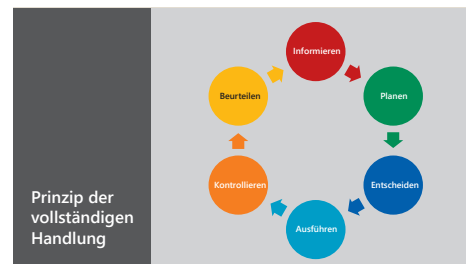 Prinzip der
vollständigen
Handlung
Informieren
Planen
Entscheiden
Ausführen
Kontrollieren
Beurteilen